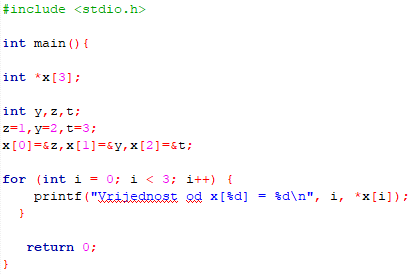 #include <stdio.h>
int main(){
int *x[3];
int y,z,t;
z=1,y=2,t=3;
x[0]=&z,x[1]=&y,x[2]=&t;
for (int i = 0; i < 3; i++) {
printf("Vrijednost od x[%d] = %d\n", i, *x[i]);
}
return 0;
}